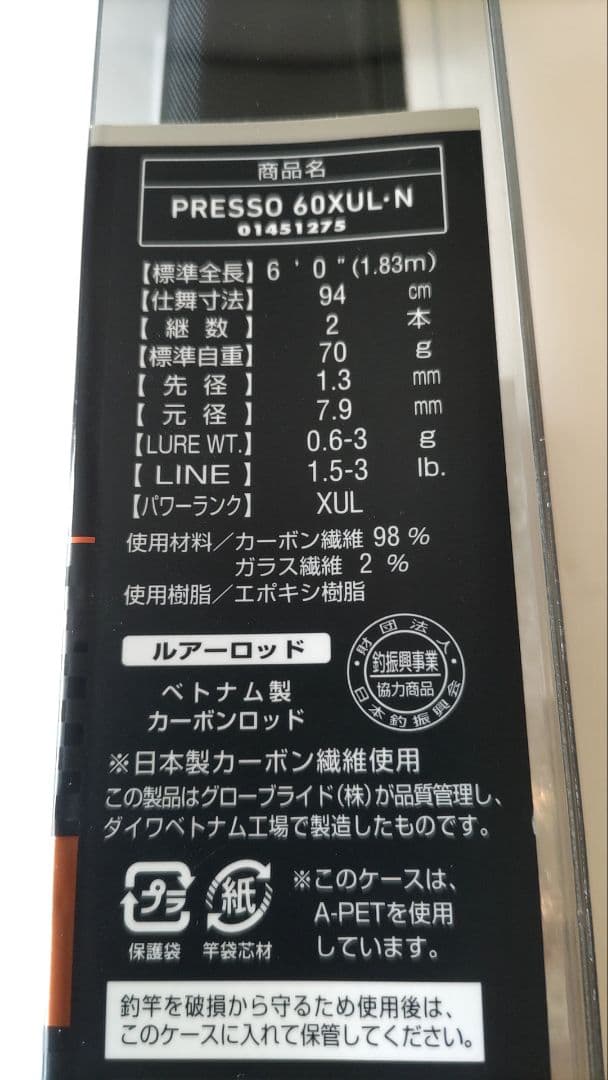 商品名
PRESSO 60XUL・N
01451275
【標準全長】6 ' 0 " (1.83m)
【仕舞寸法】 94 cm
【 継 数 】 2 本
【標準自重】 70 g
【 先 径 】 1.3 mm
【 元 径 】 7.9 mm
【LURE WT.】 0.6-3 g
【 LINE 】 1.5-3 lb.
【パワーランク】 XUL
使用材料／カーボン繊維 98 %
ガラス繊維 2 %
使用樹脂／エポキシ樹脂
ルアーロッド
ベトナム製
カーボンロッド
・財団法人・
釣振興事業
協力商品
日本釣振興会
※日本製カーボン繊維使用
この製品はグローブライド(株)が品質管理し、
ダイワベトナム工場で製造したものです。
プラ
保護袋
紙
竿袋芯材
※このケースは、
A-PETを使用
しています。
釣竿を破損から守るため使用後は、
このケースに入れて保管してください。